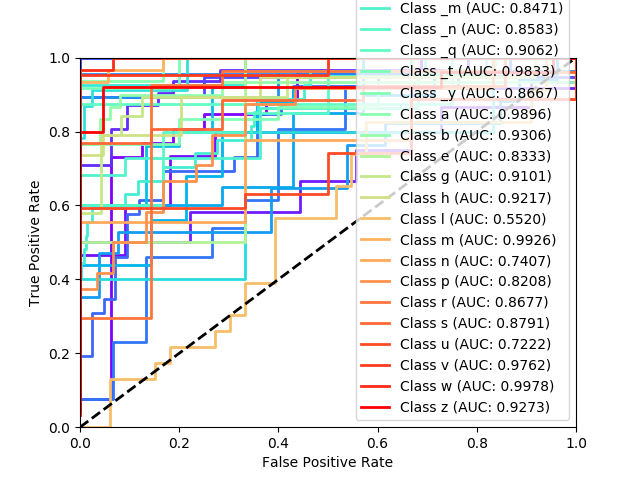 Class _m (AUC: 0.8471)
Class _n (AUC: 0.8583)
Class _q (AUC: 0.9062)
Class _t (AUC: 0.9833)
Class _y (AUC: 0.8667)
Class a (AUC: 0.9896)
Class b (AUC: 0.9306)
Class e (AUC: 0.8333)
Class g (AUC: 0.9101)
Class h (AUC: 0.9217)
Class l (AUC: 0.5520)
Class m (AUC: 0.9926)
Class n (AUC: 0.7407)
Class p (AUC: 0.8208)
Class r (AUC: 0.8677)
Class s (AUC: 0.8791)
Class u (AUC: 0.7222)
Class v (AUC: 0.9762)
Class w (AUC: 0.9978)
Class z (AUC: 0.9273)
1.0
0.8
0.6
0.4
0.2
0.0
True Positive Rate
0.0 0.2 0.4 0.6 0.8 1.0
False Positive Rate